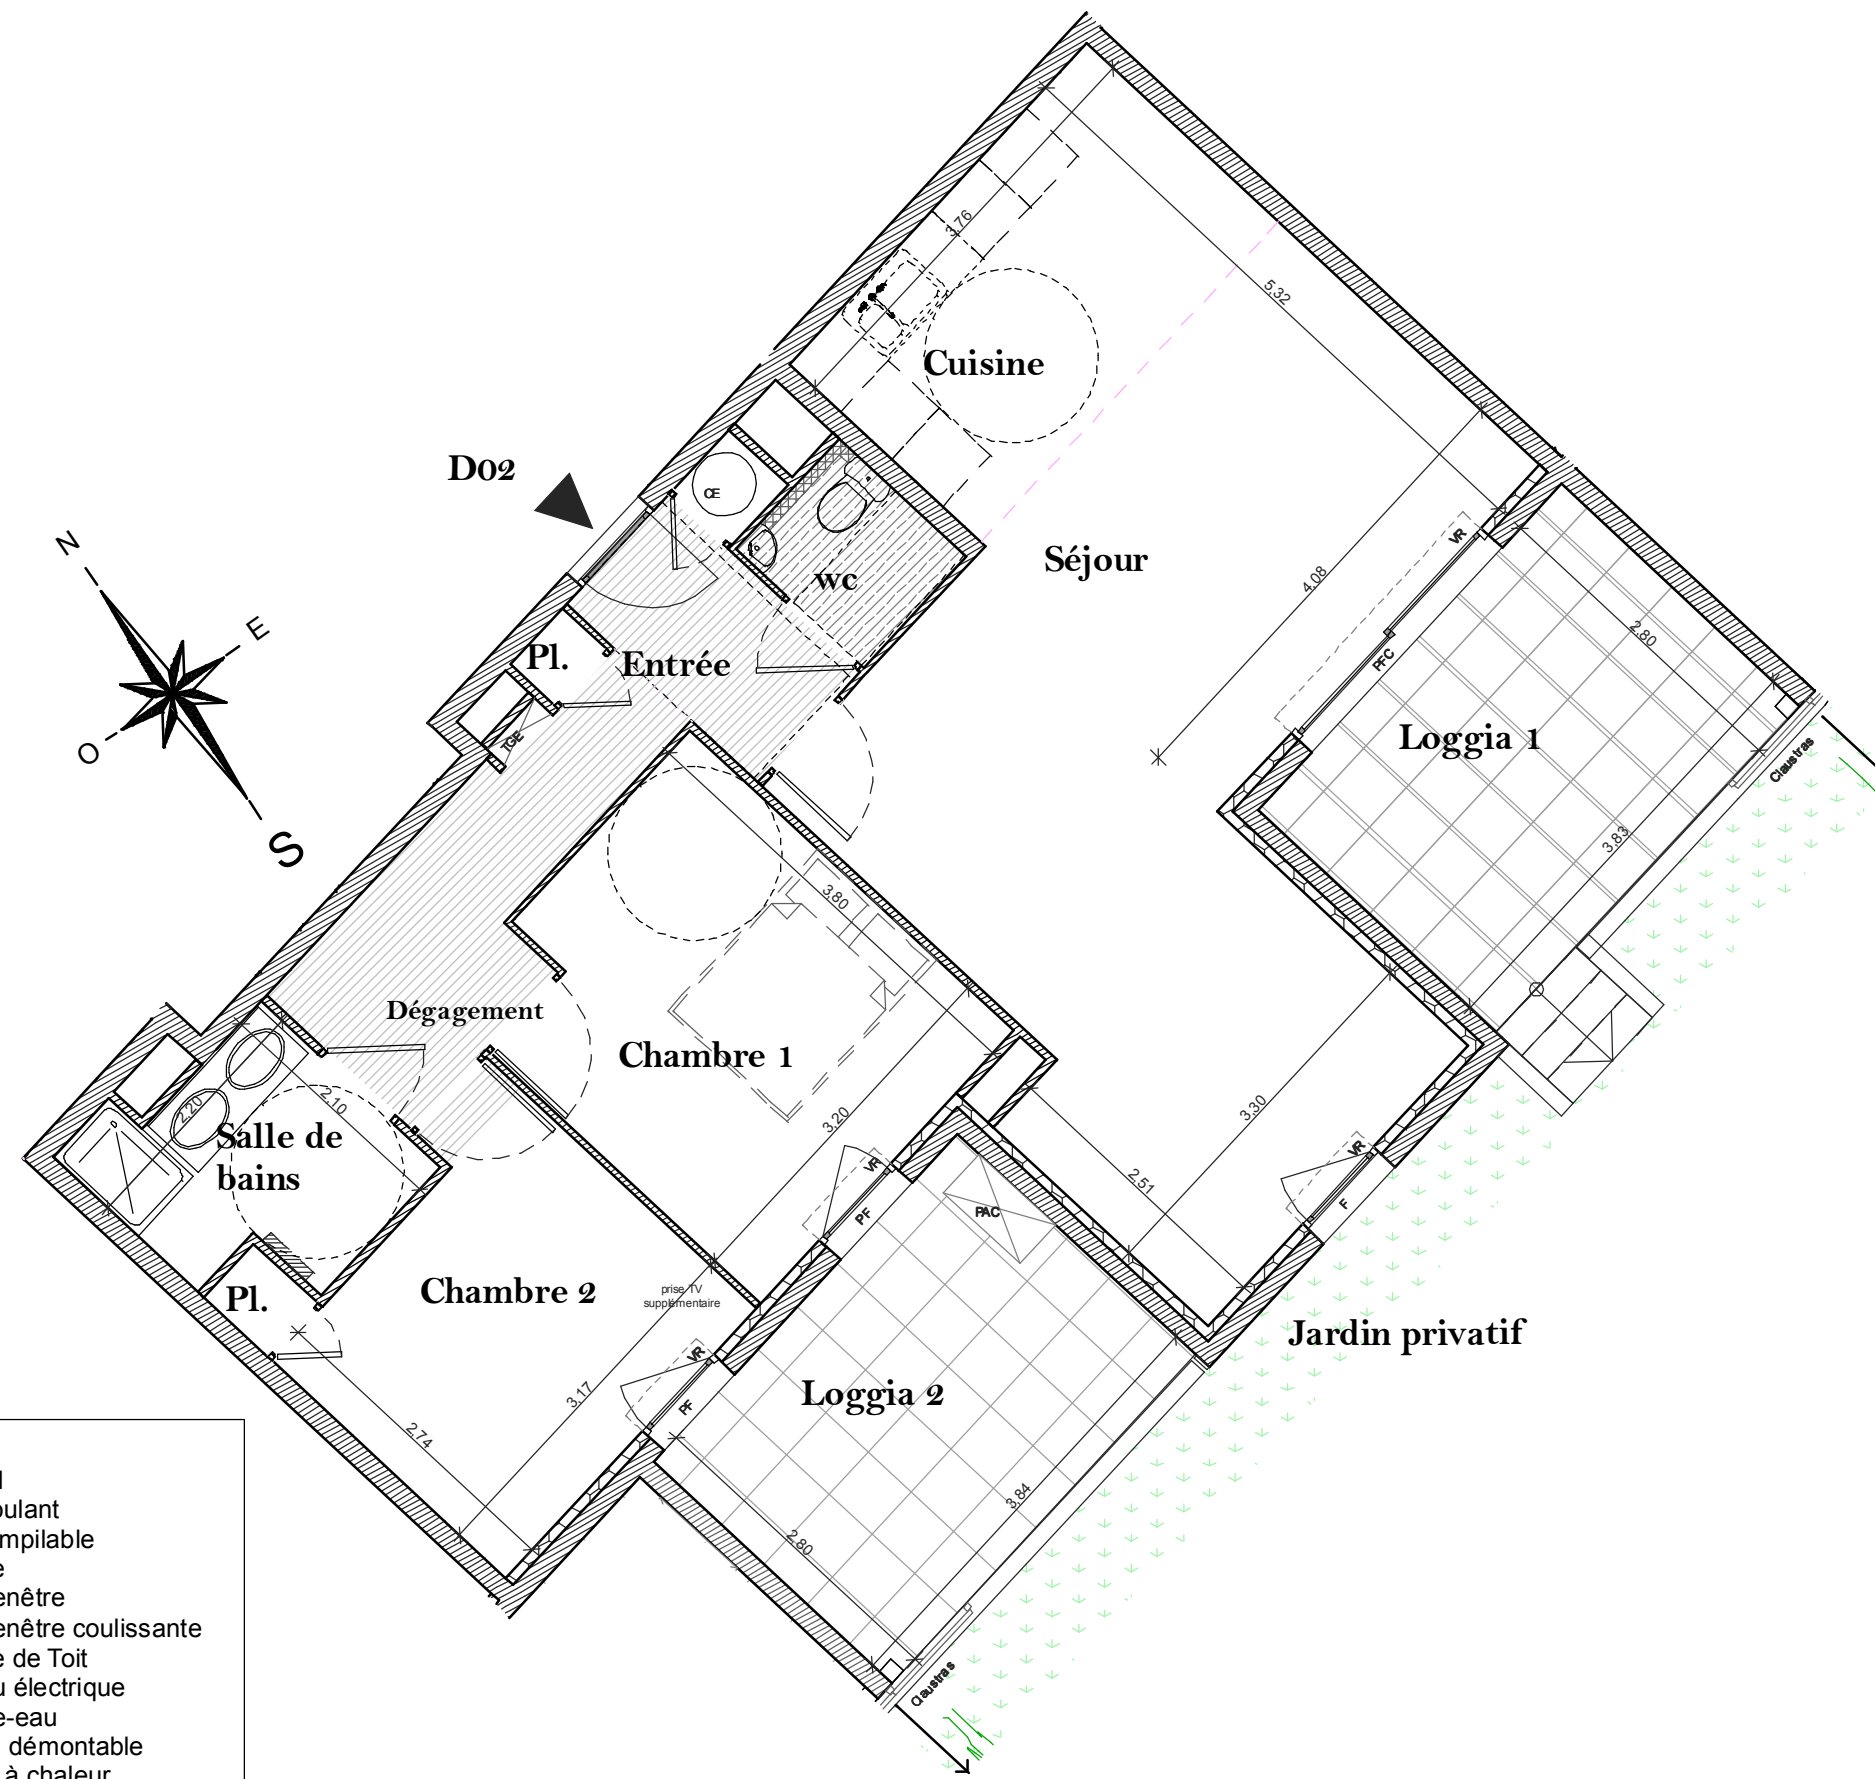 3,76
5,32
Cuisine
D02
CE
N
E
O
S
wc
Séjour
VR
4,08
PFC
2,80
Pl.
Entrée
TGE
Loggia 1
Claustras
3,83
3,80
Dégagement
Chambre 1
2,20
2,10
Salle de
bains
3,20
3,30
VR
VR
2,51
PAC
PF
F
Pl.
Chambre 2
prise TV
supplémentaire
Jardin privatif
VR
3,17
PF
Loggia 2
2,74
3,84
2,80
Claustras
oulant
mpilable
enêtre
enêtre coulissante
e de Toit
u électrique
e-eau
démontable
à chaleur